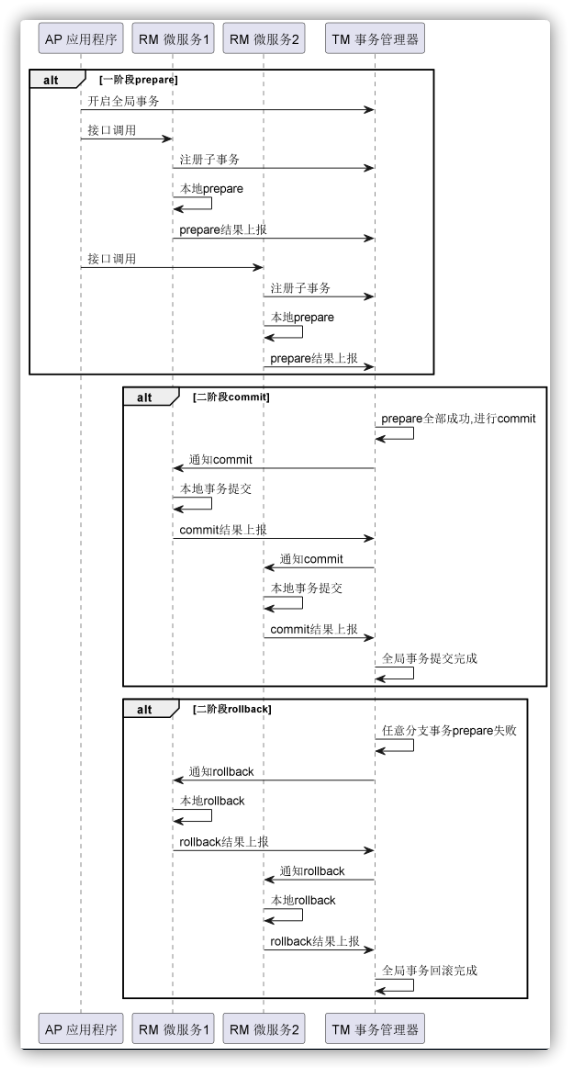 AP 应用程序 RM 微服务1 RM 微服务2 TM 事务管理器
alt [一阶段prepare]
开启全局事务
接口调用
注册子事务
本地prepare
prepare结果上报
接口调用
注册子事务
本地prepare
prepare结果上报
alt [二阶段commit]
prepare全部成功,进行commit
通知commit
本地事务提交
commit结果上报
通知commit
本地事务提交
commit结果上报
全局事务提交完成
alt [二阶段rollback]
任意分支事务prepare失败
通知rollback
本地rollback
rollback结果上报
通知rollback
本地rollback
rollback结果上报
全局事务回滚完成
AP 应用程序 RM 微服务1 RM 微服务2 TM 事务管理器